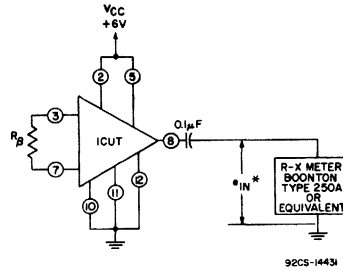 VCC
+6V
2
5
3
Rβ
ICUT
7
8
0.1µF
10
11
12
eIN*
R-X METER
BOONTON
TYPE 250A
OR
EQUIVALENT
92CS-14431